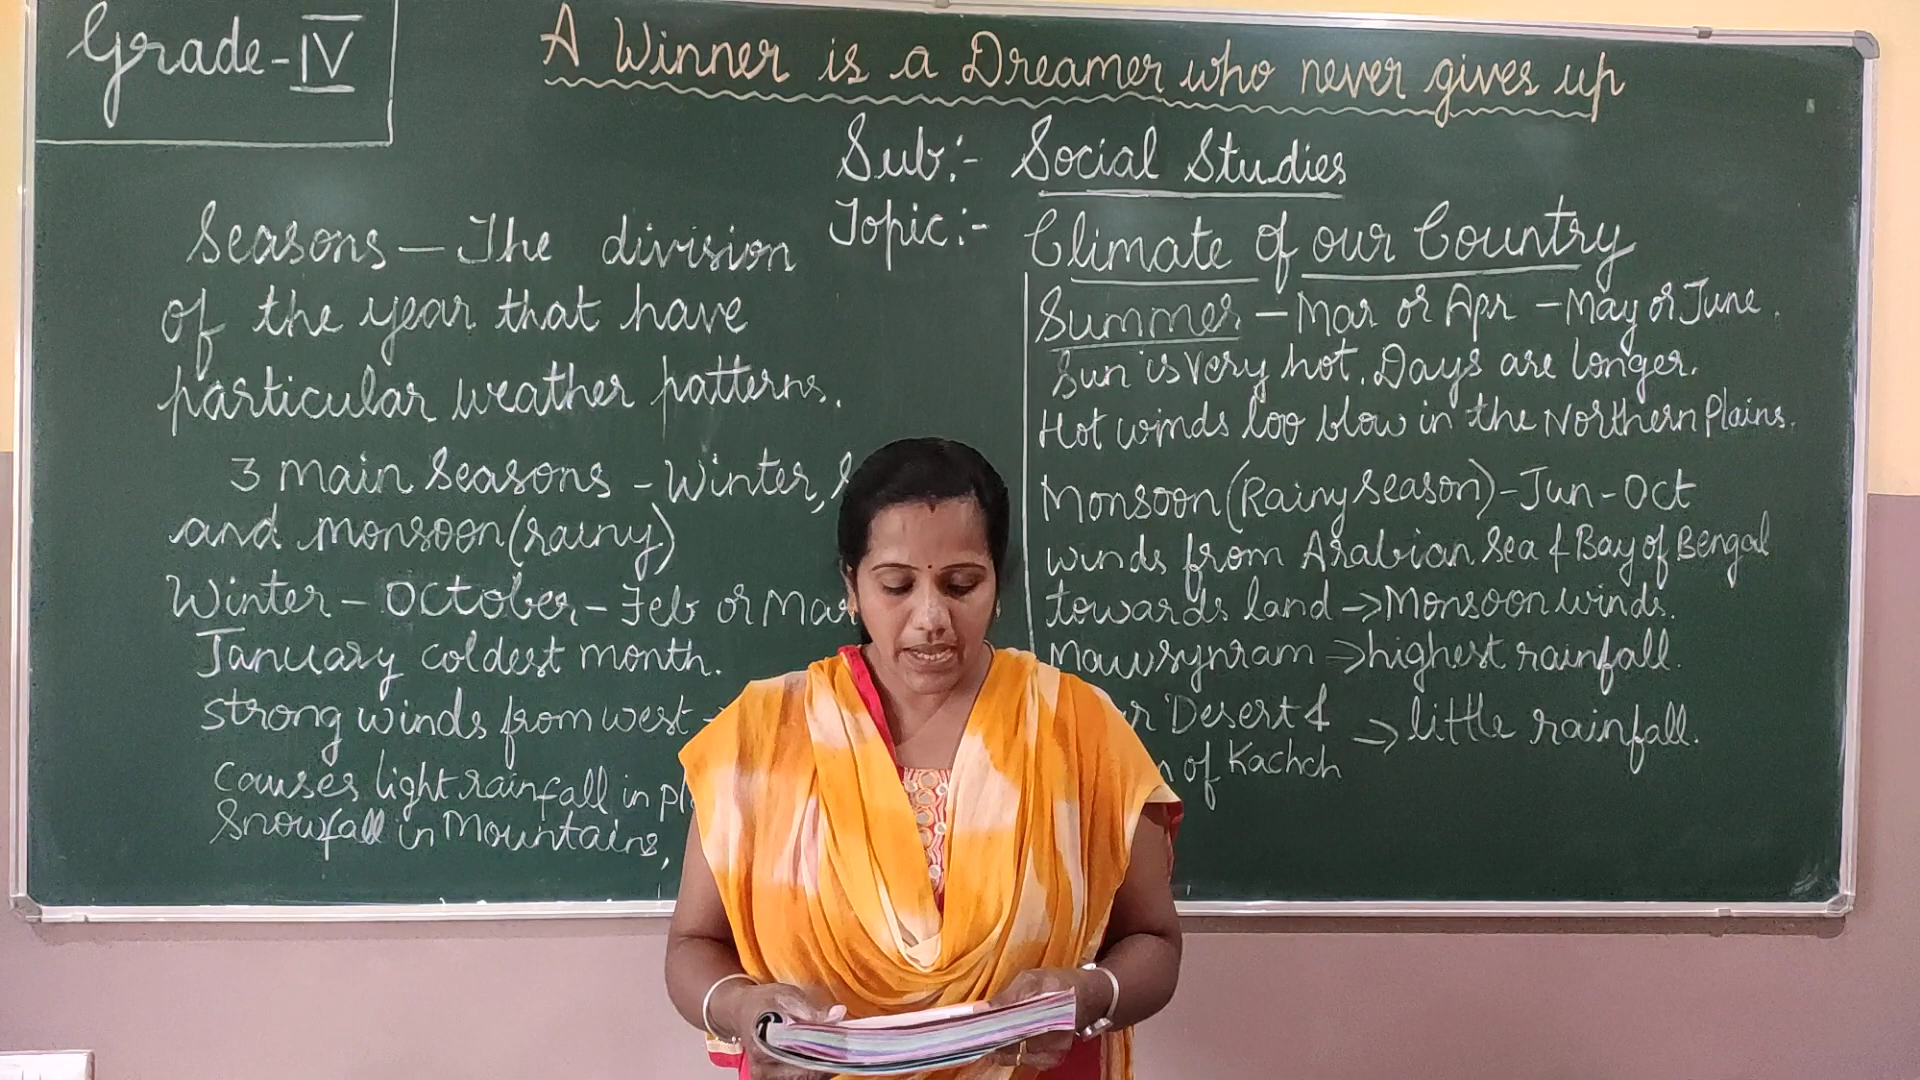 Grade-IV
A Winner is a Dreamer who never gives up
Sub:- Social Studies
Topic:- Climate of our Country
Seasons — The division
of the year that have
particular weather patterns.
3 main seasons - Winter, S
and monsoon (rainy)
Winter - October - Feb or Mar
January coldest month.
strong winds from west -
Causes light rainfall in pl
Snowfall in Mountains,
Summer - Mar or Apr - May or June.
Sun is very hot. Days are longer.
Hot winds loo blow in the Northern Plains.
Monsoon (Rainy season) - Jun - Oct
winds from Arabian Sea & Bay of Bengal
towards land -> Monsoon winds.
Mawsynram -> highest rainfall.
r Desert & -> little rainfall.
of Kachch